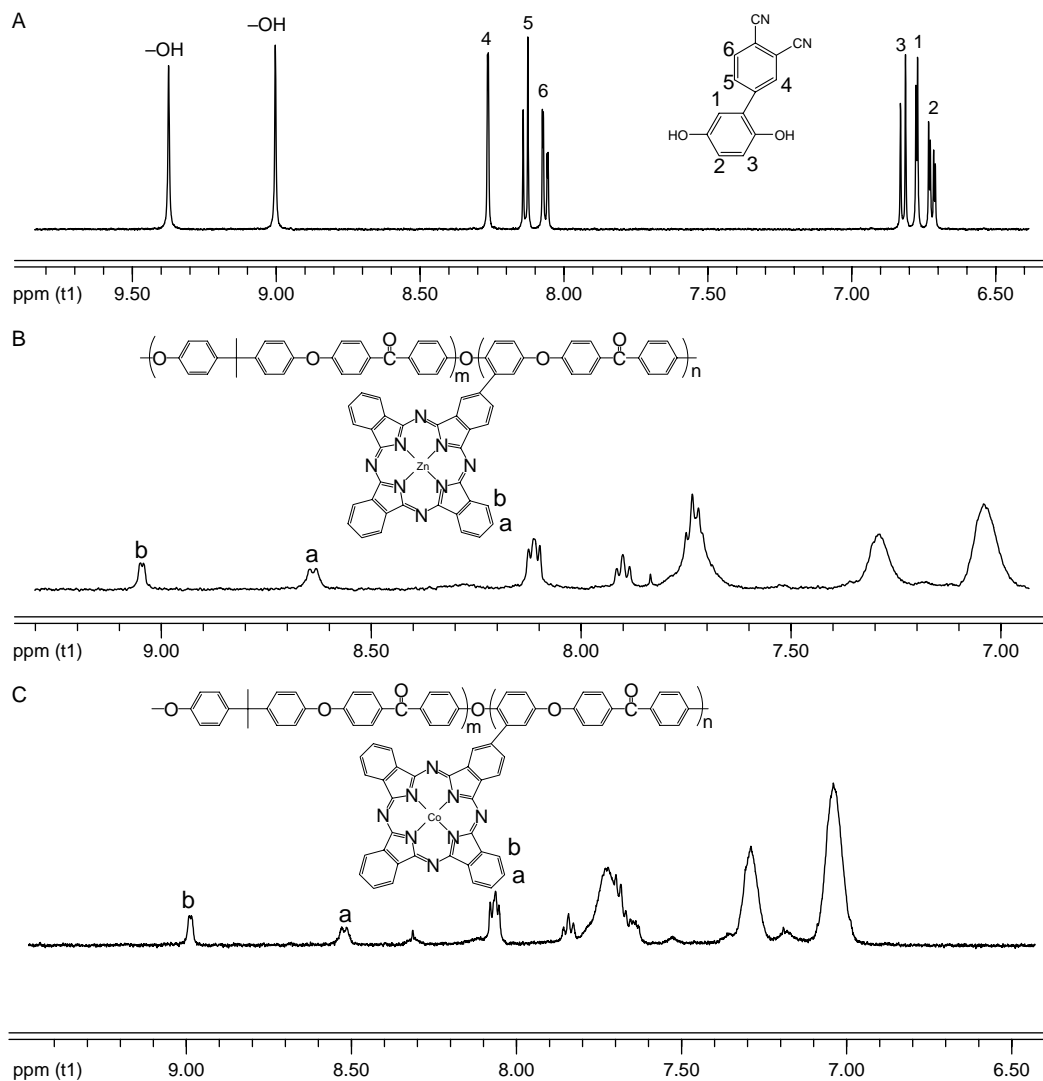 A
–OH
–OH
4
5
6
3
1
2
CN
CN
6
5
4
1
HO
OH
2
3
9.50
9.00
8.50
8.00
7.50
7.00
6.50
ppm (t1)
B
O
O
O
C
m
O
n
O
O
C
N
N
N
N
Zn
N
N
N
N
b
a
b
a
9.00
8.50
8.00
7.50
7.00
ppm (t1)
C
O
O
O
C
m
O
n
O
O
C
N
N
N
N
Co
N
N
N
N
b
a
b
a
9.00
8.50
8.00
7.50
7.00
6.50
ppm (t1)